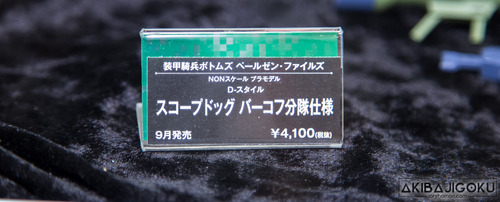 装甲騎兵ボトムズ ペールゼン・ファイルズ
NONスケール プラモデル
D-スタイル
スコープドッグ バーコフ分隊仕様
9月発売 ¥4,100(税抜)
AKIBAJIGOKU